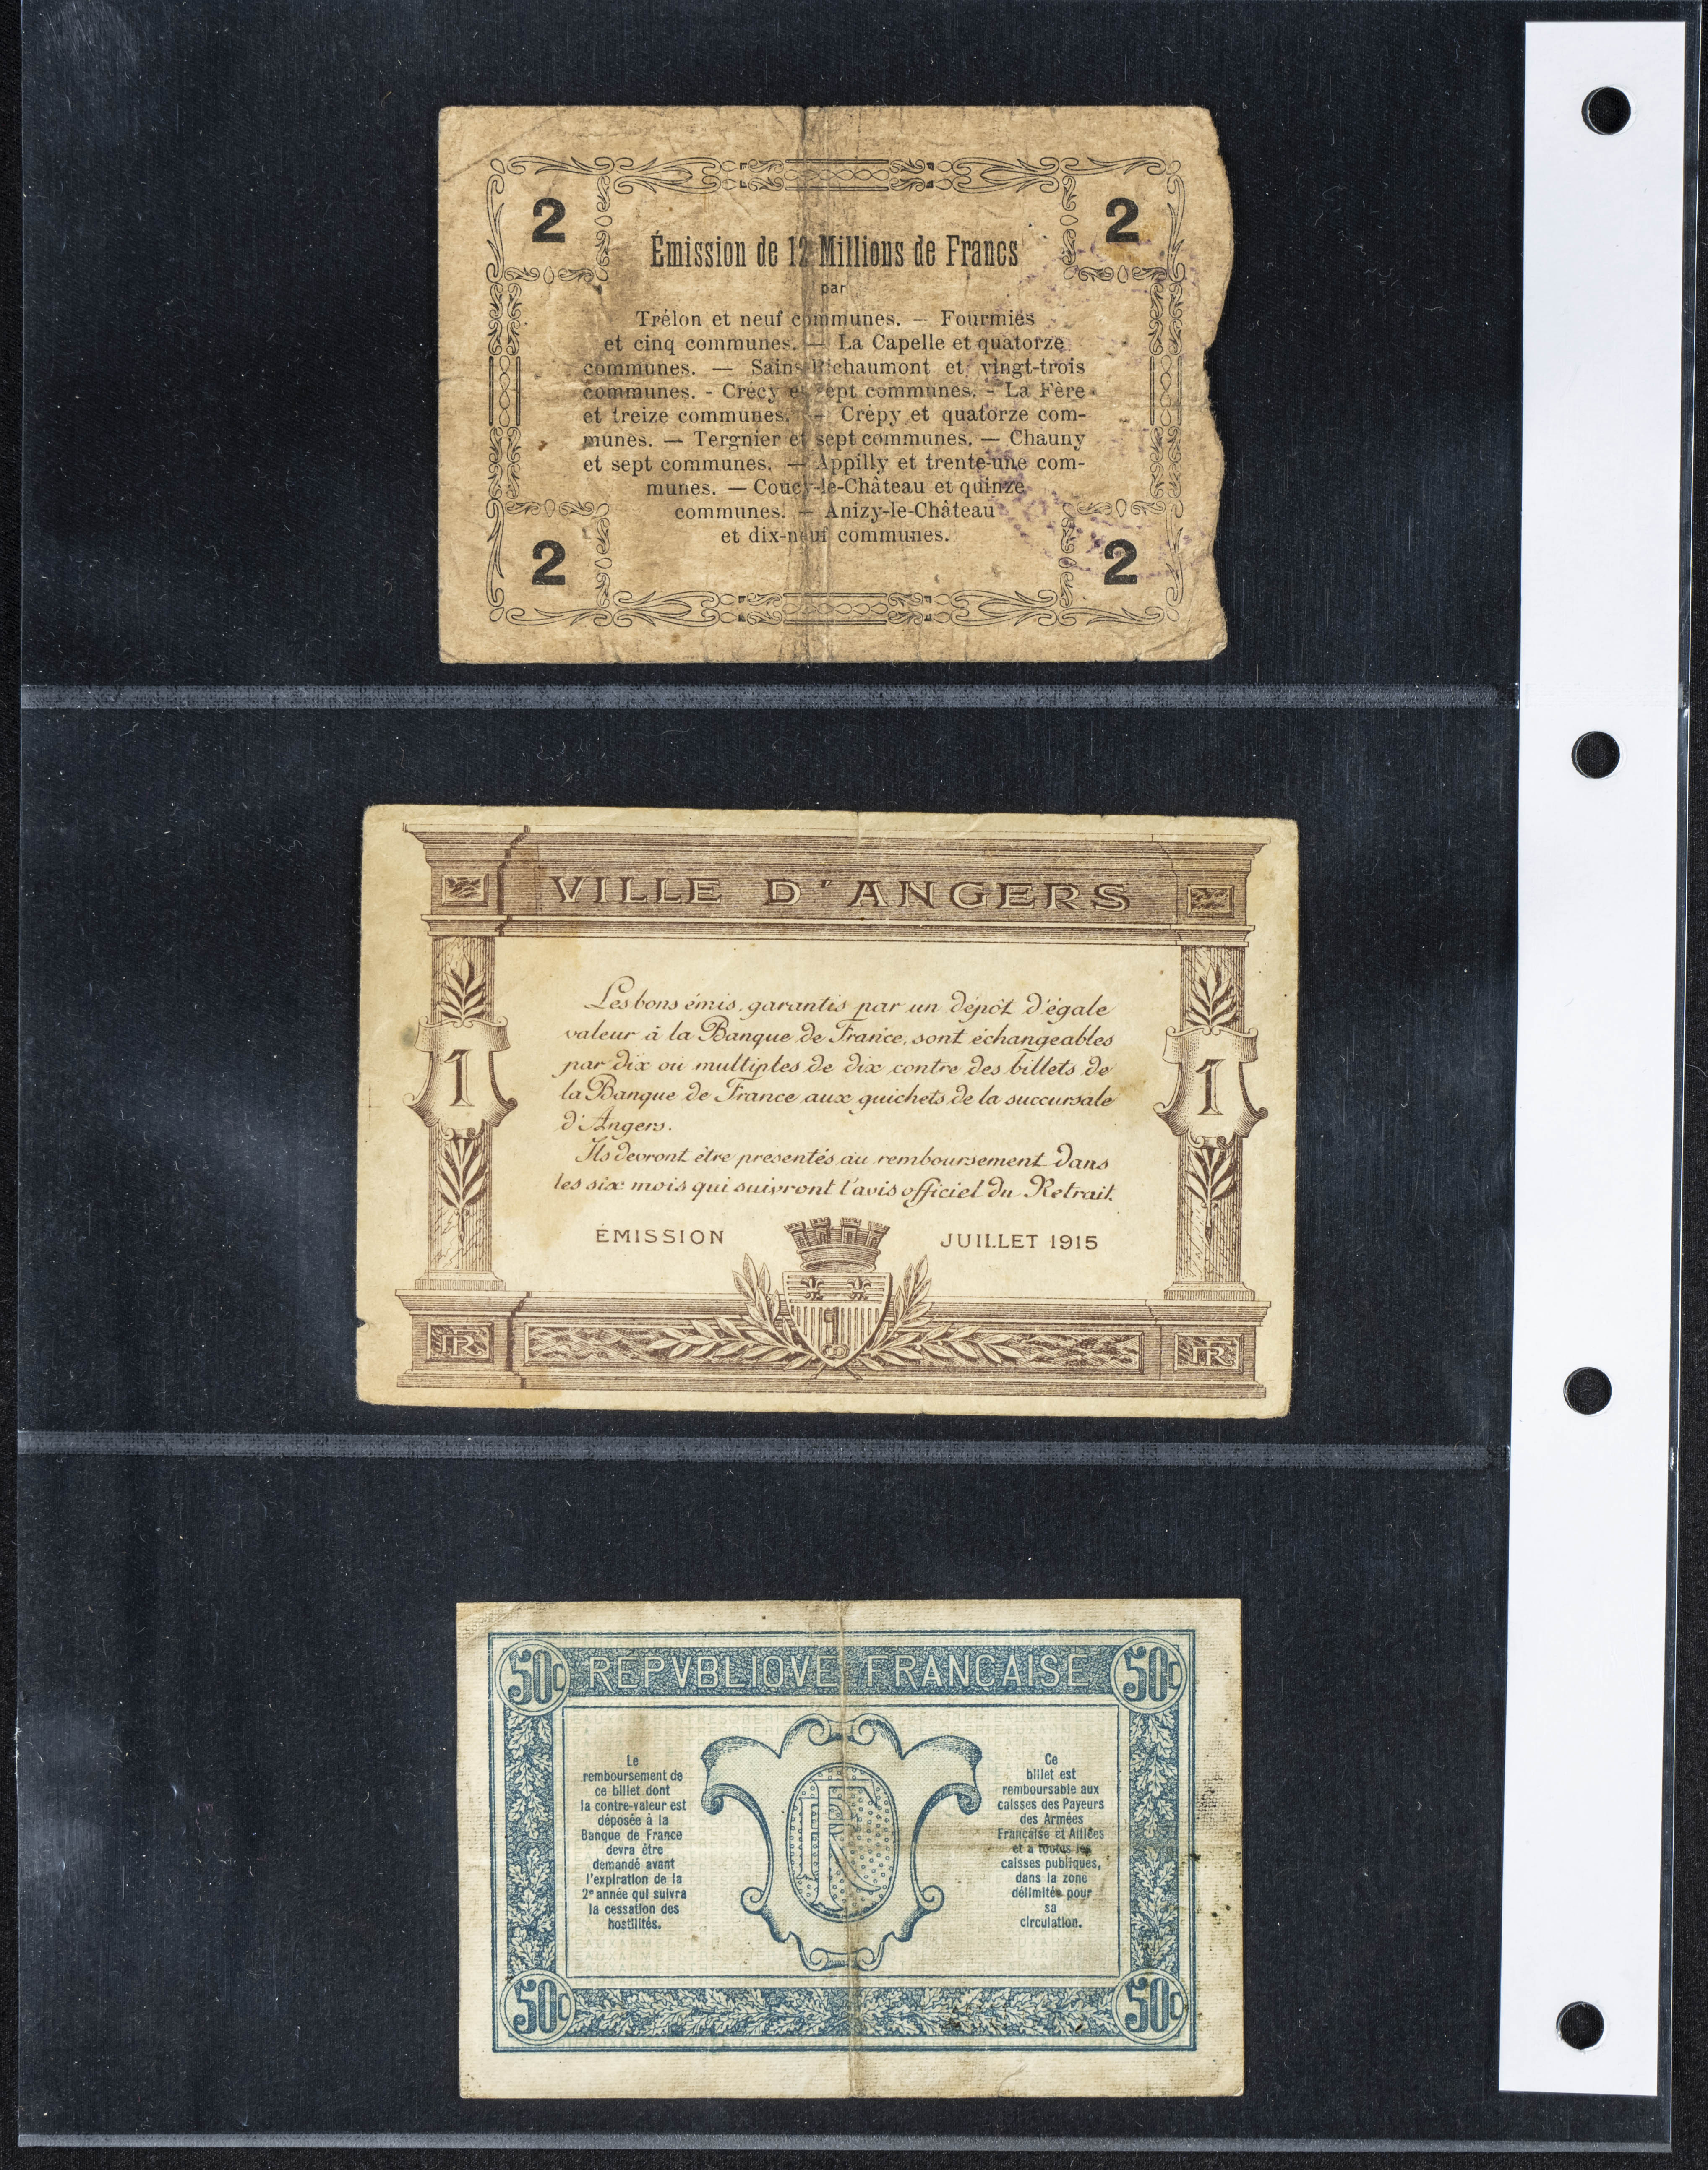 2 2
Émission de 12 Millions de Francs
par
Trélon et neuf communes. — Fourmies
et cinq communes. — La Capelle et quatorze
communes. — Sains-Richaumont et vingt-trois
communes. - Crécy et sept communes. - La Fère
et treize communes. — Crépy et quatorze com-
munes. — Tergnier et sept communes. — Chauny
et sept communes. — Appilly et trente-une com-
munes. — Coucy-le-Château et quinze
communes. — Anizy-le-Château
et dix-neuf communes.
2 2
VILLE D'ANGERS
Les bons émis, garantis par un dépôt d'égale
valeur à la Banque de France, sont échangeables
par dix ou multiples de dix contre des billets de
la Banque de France aux guichets de la succursale
d'Angers.
Ils devront être presentés au remboursement dans
les six mois qui suivront l'avis officiel du Retrait.
1 1
ÉMISSION JUILLET 1915
RF RF
50c REPVBLIQVE FRANÇAISE 50c
Le
remboursement de
ce billet dont
la contre-valeur est
déposée à la
Banque de France
devra être
demandé avant
l'expiration de la
2e année qui suivra
la cessation des
hostilités.
RF
Ce
billet est
remboursable aux
caisses des Payeurs
des Armées
Française et Alliées
et à toutes les
caisses publiques,
dans la zone
délimitée pour
sa
circulation.
50c 50c